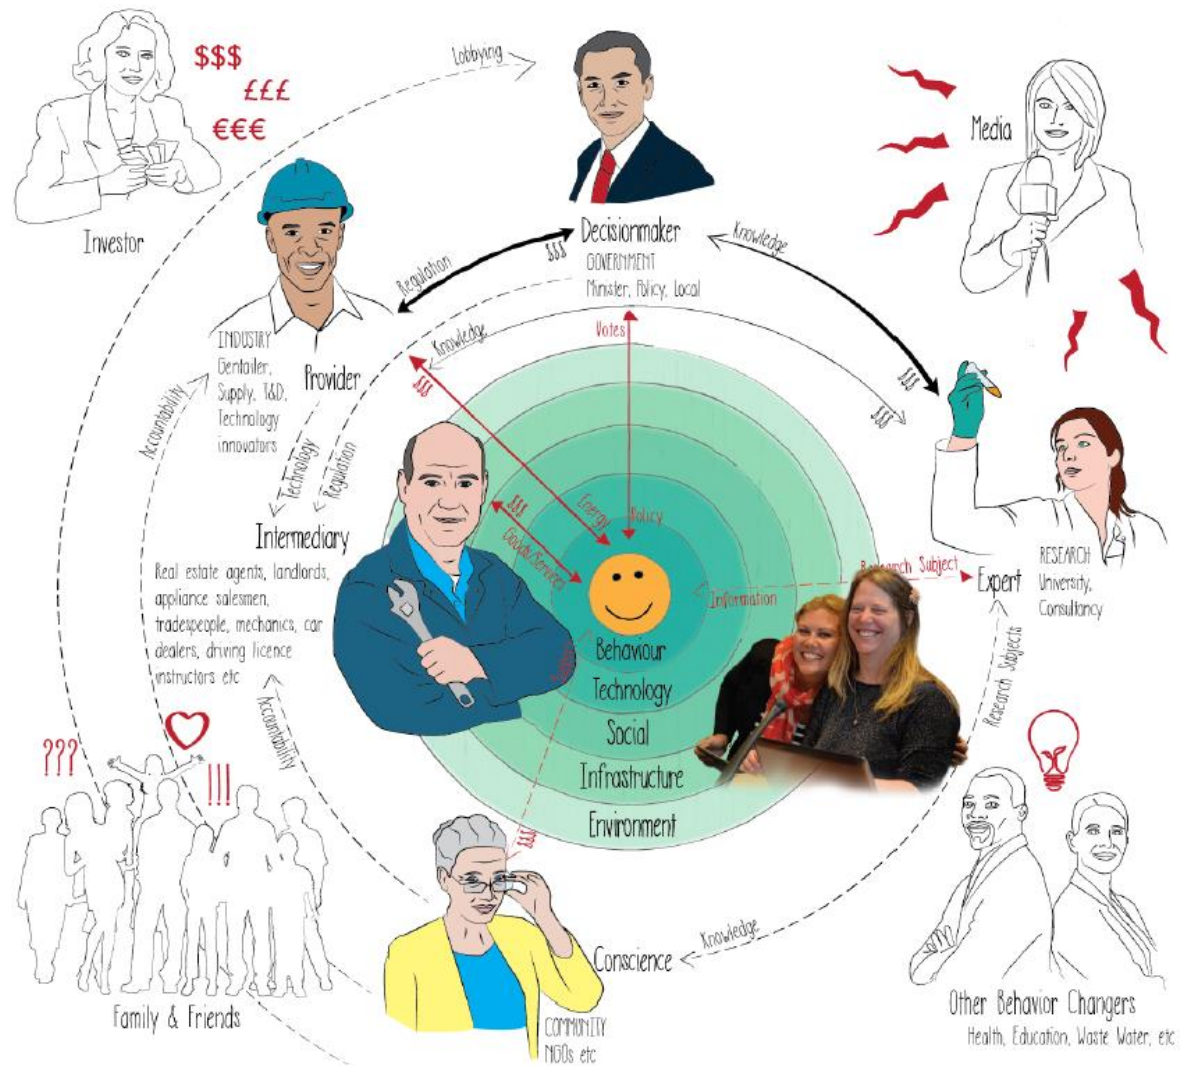 $$$
£££
€€€
Investor
Lobbying
Decisionmaker
GOVERNMENT
Minister, Policy, Local
Media
Regulation
$$$
Knowledge
$$$
$$$
INDUSTRY
Gentailer,
Supply, T&D,
Technology
innovators
Provider
Knowledge
$$$
Votes
Policy
Energy
$$$
Goods/Services
Accountability
Technology
Regulation
Intermediary
Real estate agents, landlords,
appliance salesmen,
tradespeople, mechanics, car
dealers, driving licence
instructors etc
Accountability
Research Subject
Information
Expert
RESEARCH
University,
Consultancy
Research Subjects
Behaviour
Technology
Social
Infrastructure
Environment
$$$
???
!!!
Family & Friends
Conscience
COMMUNITY
NGOs etc
Knowledge
Other Behavior Changers
Health, Education, Waste Water, etc